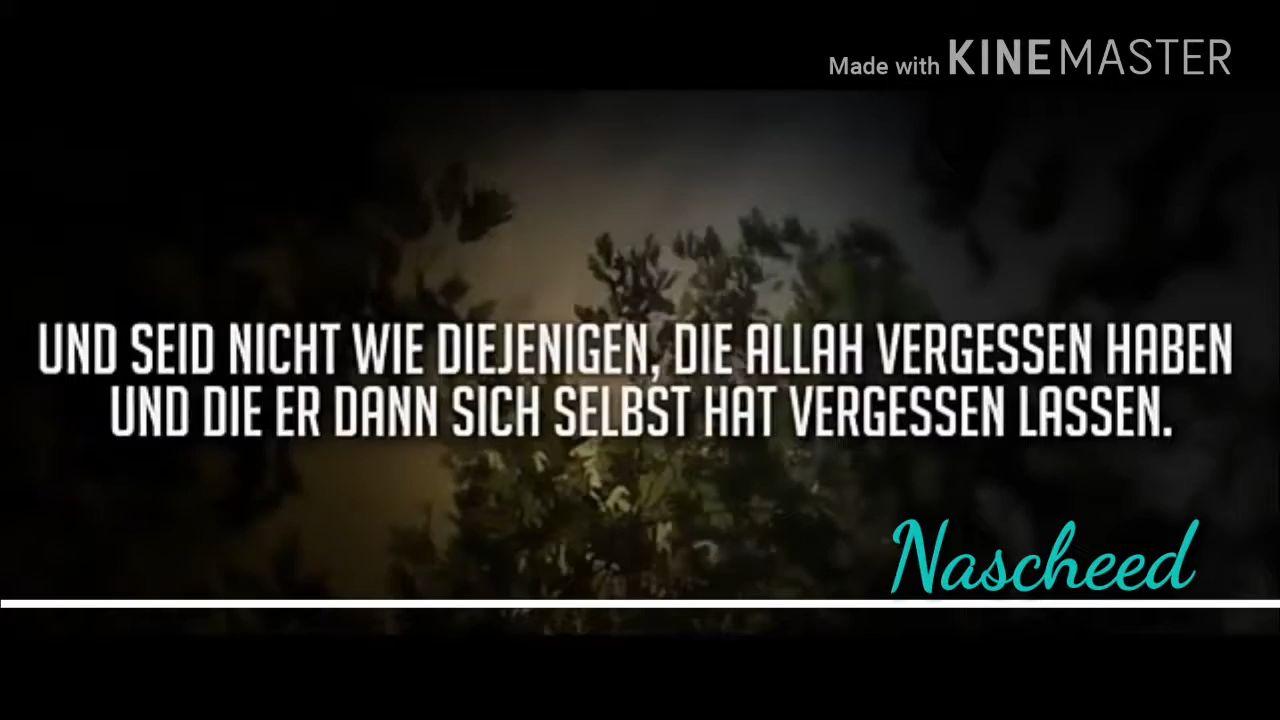 Made with KINEMASTER
UND SEID NICHT WIE DIEJENIGEN, DIE ALLAH VERGESSEN HABEN
UND DIE ER DANN SICH SELBST HAT VERGESSEN LASSEN.
Nascheed